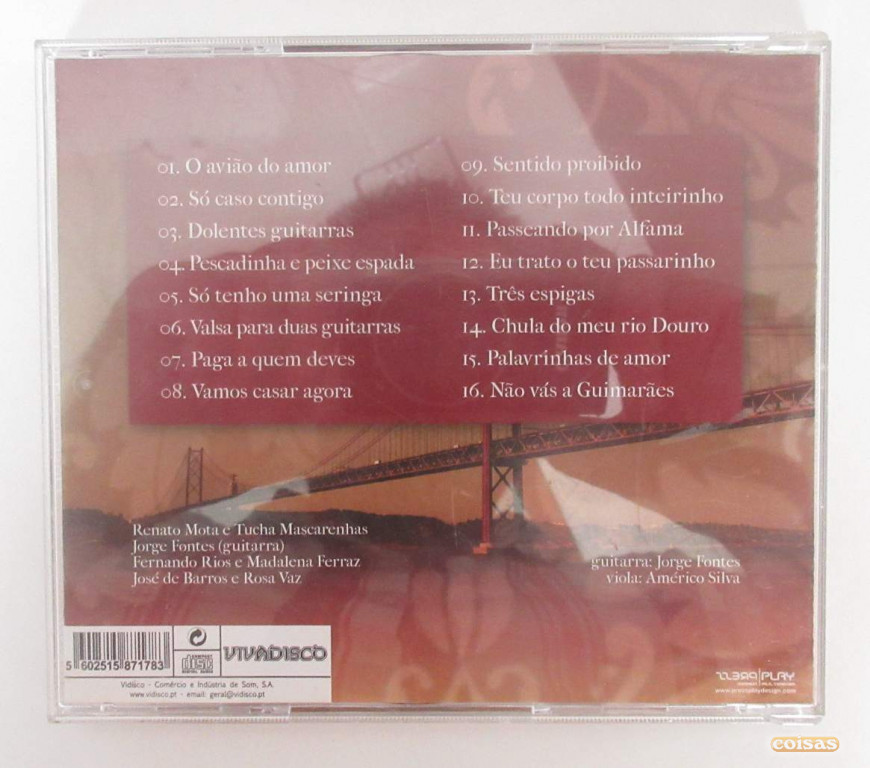 01. O avião do amor
02. Só caso contigo
03. Dolentes guitarras
04. Pescadinha e peixe espada
05. Só tenho uma seringa
06. Valsa para duas guitarras
07. Paga a quem deves
08. Vamos casar agora
09. Sentido proibido
10. Teu corpo todo inteirinho
11. Passeando por Alfama
12. Eu trato o teu passarinho
13. Três espigas
14. Chula do meu rio Douro
15. Palavrinhas de amor
16. Não vás a Guimarães
Renato Mota e Tucha Mascarenhas
Jorge Fontes (guitarra)
Fernando Rios e Madalena Ferraz
José de Barros e Rosa Vaz
guitarra: Jorge Fontes
viola: Américo Silva
5 602515 871783
COMPACT
disc
DIGITAL AUDIO
VIVADISCO
Vidisco - Comércio e Indústria de Som, S.A.
www.vidisco.pt - email: geral@vidisco.pt
PLAY
coisas